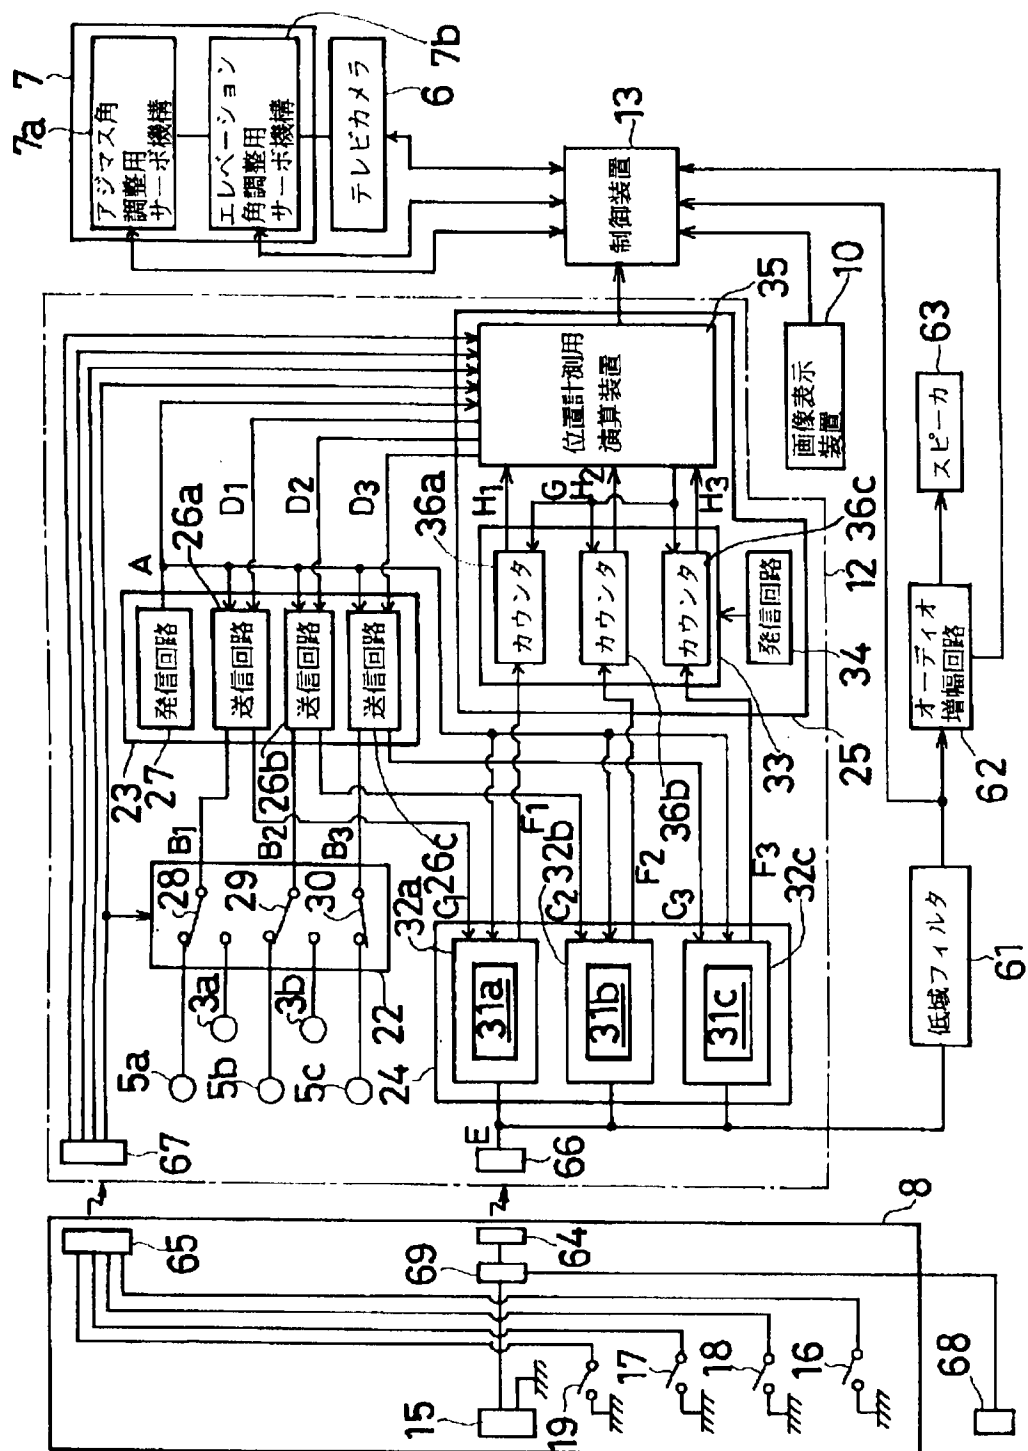 7
7a
アジマス角
調整用
サーボ機構
エレベーション
角調整用
サーボ機構
7b
テレビカメラ
6
制御装置
13
位置計測用
演算装置
35
画像表示
装置
10
A
D1
D2
D3
26a
発信回路
送信回路
送信回路
送信回路
23
27
26b
26c
B1
B2
B3
28
29
30
22
5a
3a
5b
3b
5c
67
H1
G
H2
H3
36a
カウンタ
カウンタ
カウンタ
36c
36b
発信回路
34
33
25
12
C1
F1
C2
F2
C3
F3
32a
31a
32b
31b
32c
31c
24
E
66
低域フィルタ
61
オーディオ
増幅回路
62
スピーカ
63
65
64
69
8
15
19
17
18
16
68